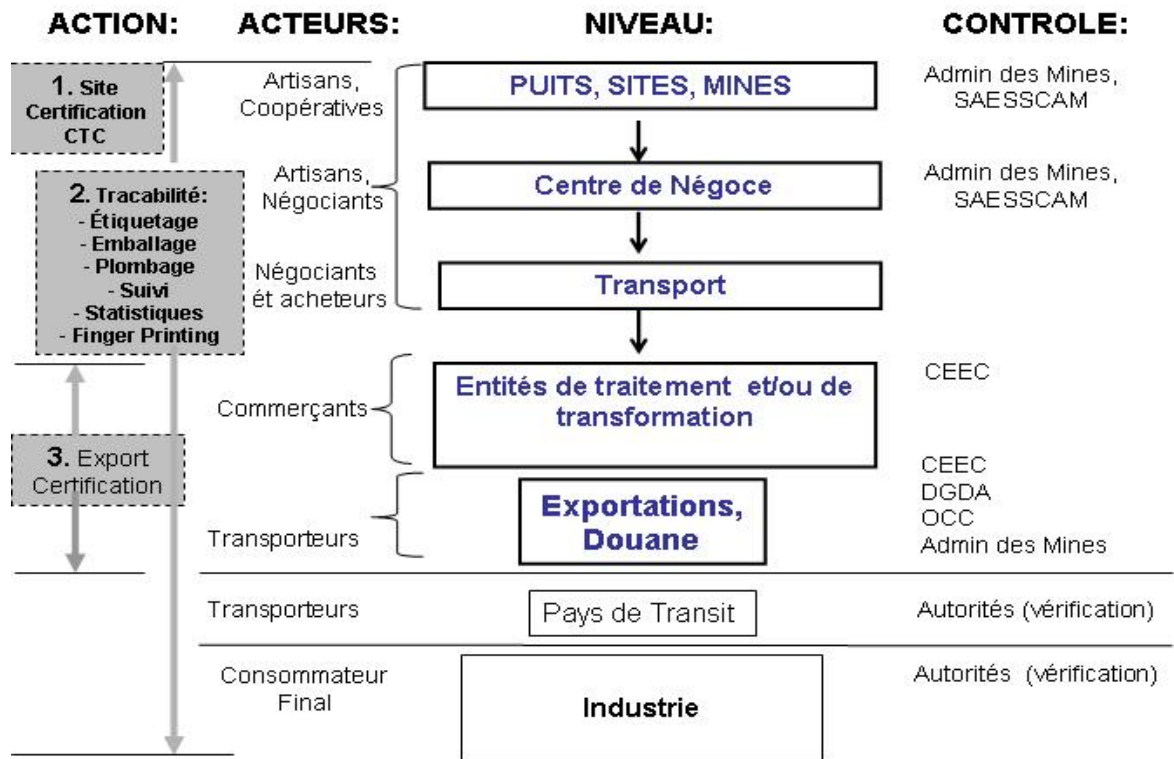 ACTION:
ACTEURS:
NIVEAU:
CONTROLE:
1. Site
Certification
CTC
Artisans,
Coopératives
PUITS, SITES, MINES
Admin des Mines,
SAESSCAM
2. Tracabilité:
- Étiquetage
- Emballage
- Plombage
- Suivi
- Statistiques
- Finger Printing
Artisans,
Négociants
Centre de Négoce
Admin des Mines,
SAESSCAM
Négociants
ét acheteurs
Transport
Commerçants
Entités de traitement et/ou de
transformation
CEEC
3. Export
Certification
Transporteurs
Exportations,
Douane
CEEC
DGDA
OCC
Admin des Mines
Transporteurs
Pays de Transit
Autorités (vérification)
Consommateur
Final
Industrie
Autorités (vérification)